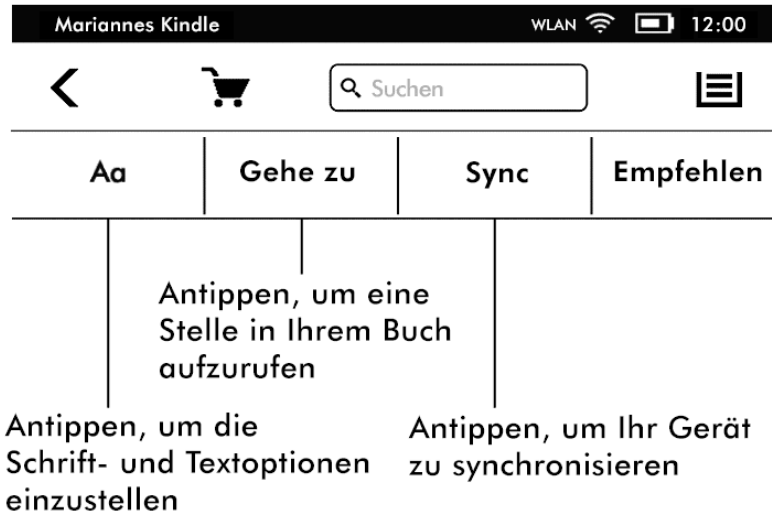 Mariannes Kindle WLAN 12:00
Suchen
Aa Gehe zu Sync Empfehlen
Antippen, um eine
Stelle in Ihrem Buch
aufzurufen
Antippen, um die
Schrift- und Textoptionen
einzustellen
Antippen, um Ihr Gerät
zu synchronisieren